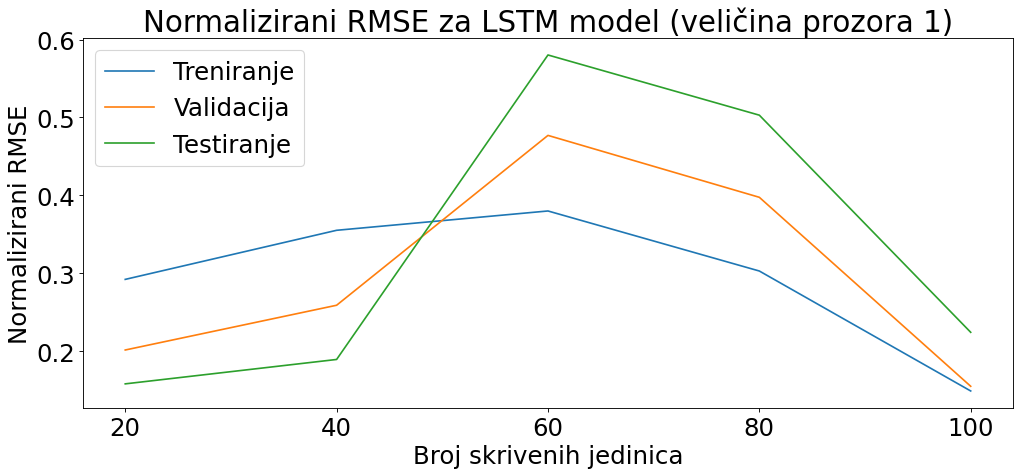 Normalizirani RMSE za LSTM model (veličina prozora 1)
Treniranje
Validacija
Testiranje
Normalizirani RMSE
0.6
0.5
0.4
0.3
0.2
20 40 60 80 100
Broj skrivenih jedinica